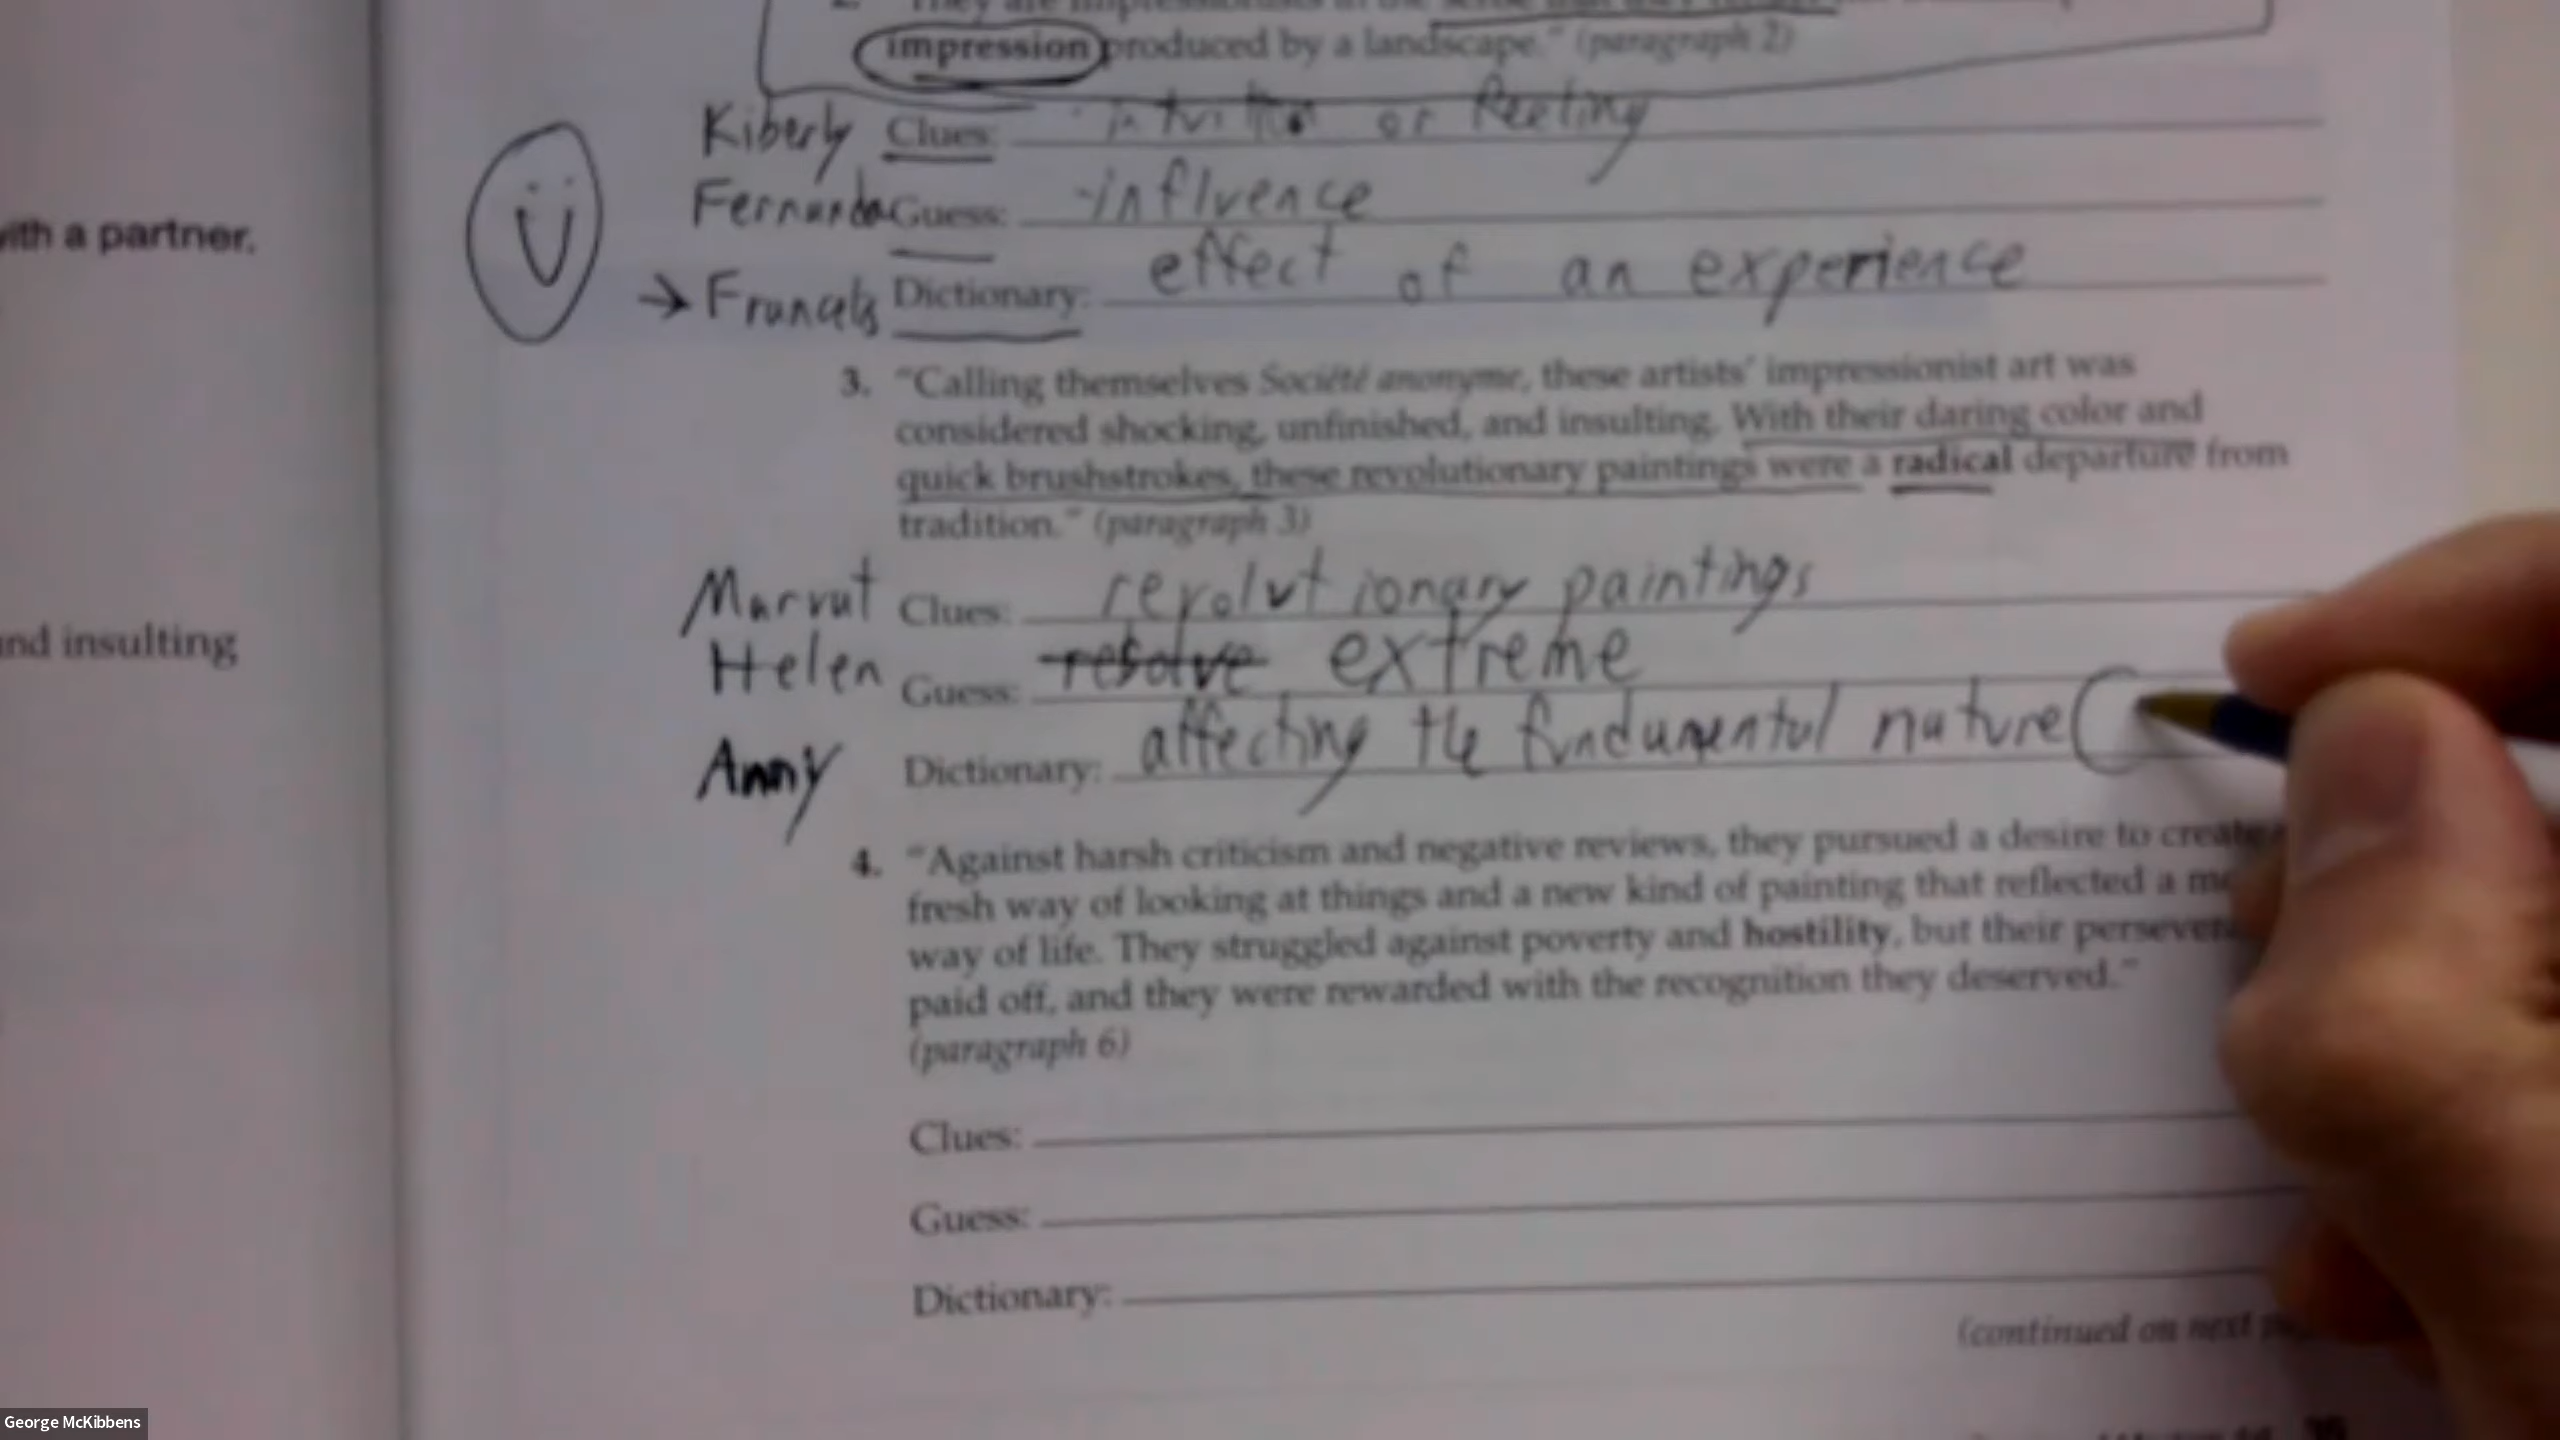 impression produced by a landscape." (paragraph 2)
Kiberly Clues: intuition or feeling
Fernanda Guess: -influence
→ Francels Dictionary: effect of an experience
with a partner.
3. "Calling themselves Société anonyme, these artists' impressionist art was
considered shocking, unfinished, and insulting. With their daring color and
quick brushstrokes, these revolutionary paintings were a radical departure from
tradition." (paragraph 3)
Marvat Clues: revolutionary paintings
Helen Guess: resolve extreme
and insulting
Anny Dictionary: affecting the fundamental nature (
4. "Against harsh criticism and negative reviews, they pursued a desire to create
fresh way of looking at things and a new kind of painting that reflected a
way of life. They struggled against poverty and hostility, but their
paid off, and they were rewarded with the recognition they deserved."
(paragraph 6)
Clues:
Guess:
Dictionary:
(continued on next
George McKibbens